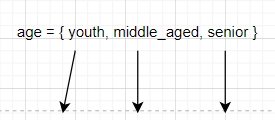 age = { youth, middle_aged, senior }